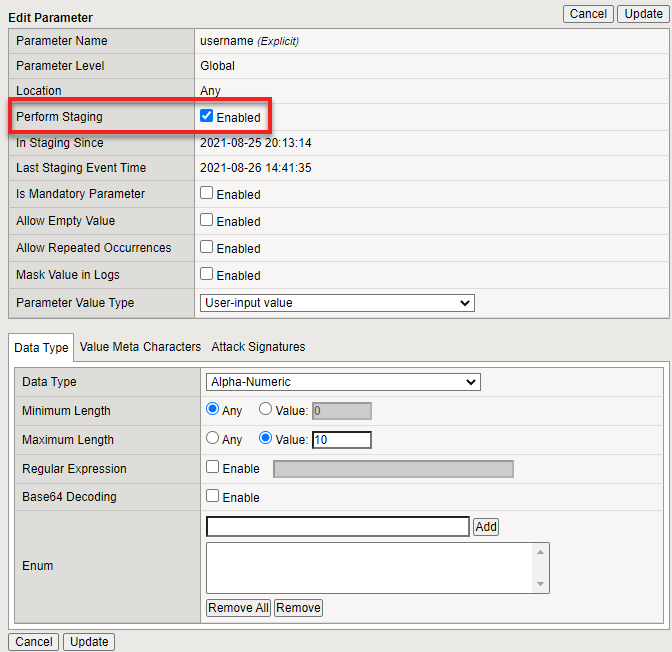 Edit Parameter Cancel Update
Parameter Name username (Explicit)
Parameter Level Global
Location Any
Perform Staging Enabled
In Staging Since 2021-08-25 20:13:14
Last Staging Event Time 2021-08-26 14:41:35
Is Mandatory Parameter Enabled
Allow Empty Value Enabled
Allow Repeated Occurrences Enabled
Mask Value in Logs Enabled
Parameter Value Type User-input value
Data Type Value Meta Characters Attack Signatures
Data Type Alpha-Numeric
Minimum Length Any Value: 0
Maximum Length Any Value: 10
Regular Expression Enable
Base64 Decoding Enable
Add
Enum
Remove All Remove
Cancel Update